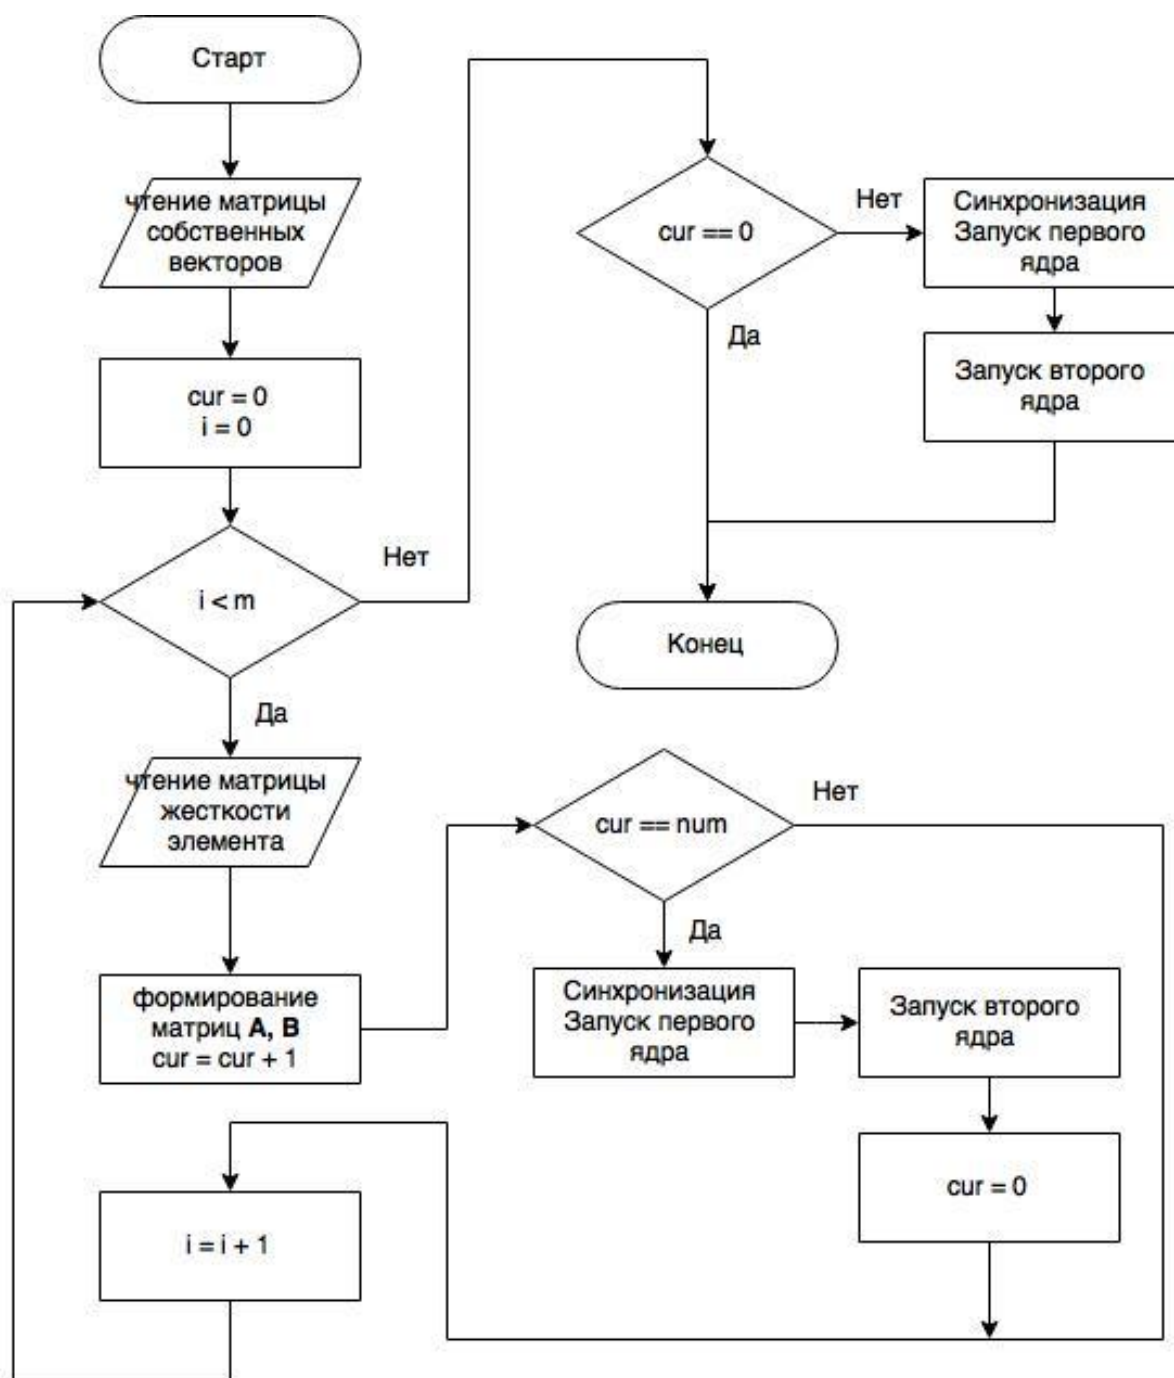 Старт
чтение матрицы
собственных
векторов
cur = 0
i = 0
i < m
Нет
Да
cur == 0
Нет
Да
Синхронизация
Запуск первого
ядра
Запуск второго
ядра
Конец
чтение матрицы
жесткости
элемента
формирование
матриц A, B
cur = cur + 1
cur == num
Нет
Да
Синхронизация
Запуск первого
ядра
Запуск второго
ядра
cur = 0
i = i + 1